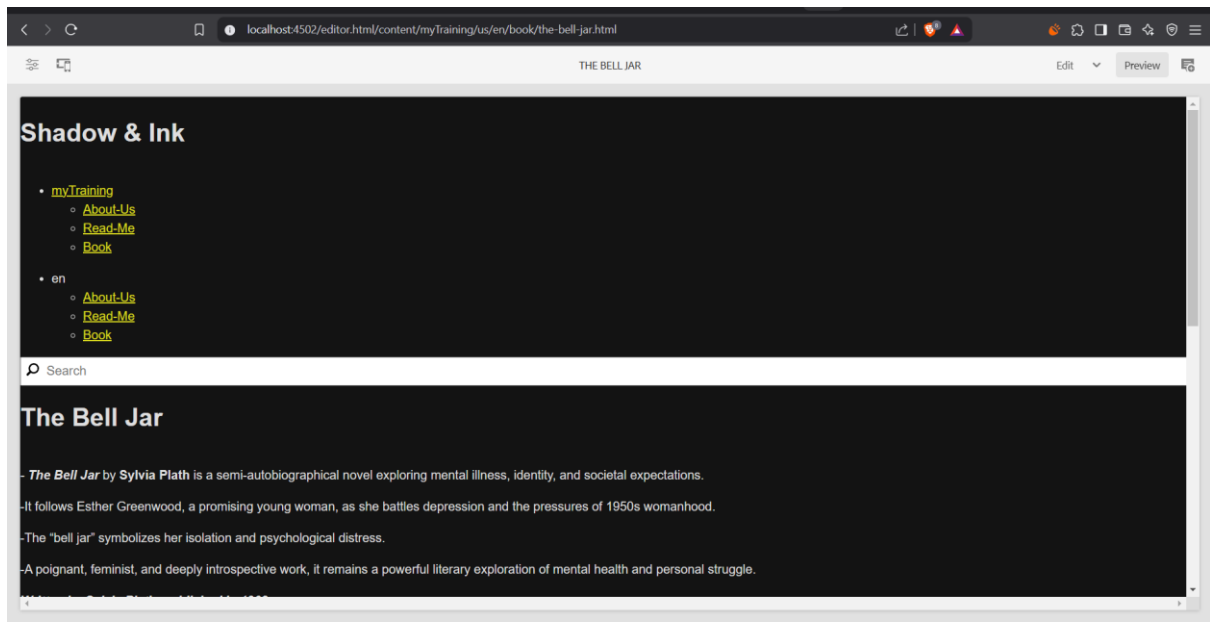 localhost:4502/editor.html/content/myTraining/us/en/book/the-bell-jar.html
THE BELL JAR
Edit
Preview
Shadow & Ink
• myTraining
◦ About-Us
◦ Read-Me
◦ Book
• en
◦ About-Us
◦ Read-Me
◦ Book
Search
The Bell Jar
- The Bell Jar by Sylvia Plath is a semi-autobiographical novel exploring mental illness, identity, and societal expectations.
-It follows Esther Greenwood, a promising young woman, as she battles depression and the pressures of 1950s womanhood.
-The “bell jar” symbolizes her isolation and psychological distress.
-A poignant, feminist, and deeply introspective work, it remains a powerful literary exploration of mental health and personal struggle.